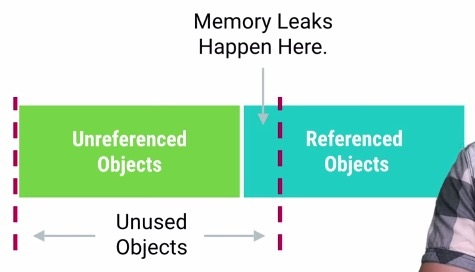 Memory Leaks
Happen Here.
Unreferenced
Objects
Referenced
Objects
Unused
Objects